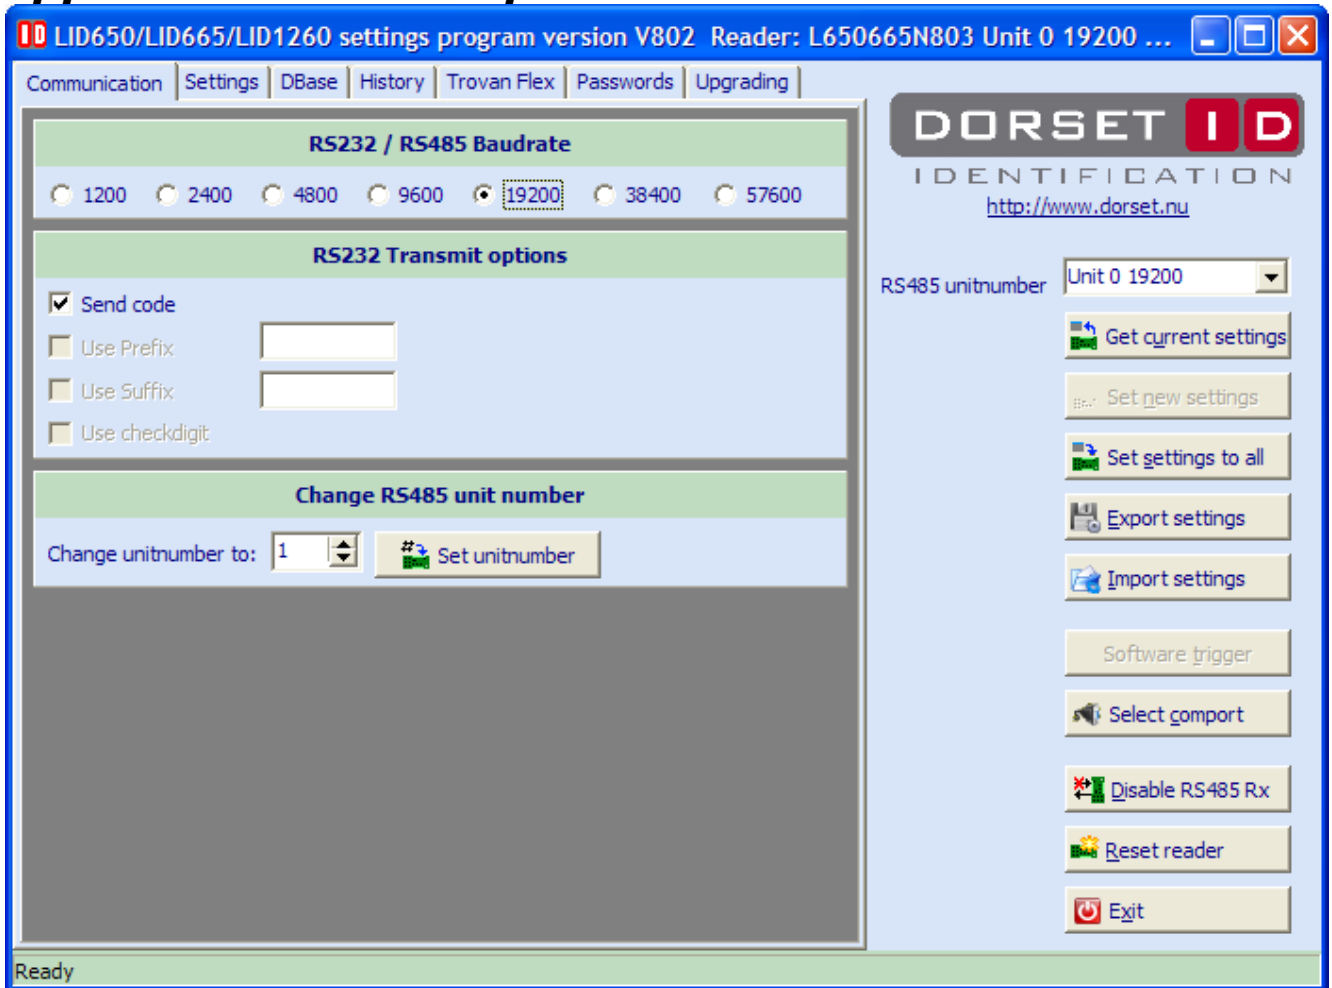 LID650/LID665/LID1260 settings program version V802 Reader: L650665N803 Unit 0 19200 ...
Communication Settings DBase History Trovan Flex Passwords Upgrading
RS232 / RS485 Baudrate
1200 2400 4800 9600 19200 38400 57600
RS232 Transmit options
Send code
Use Prefix
Use Suffix
Use checkdigit
Change RS485 unit number
Change unitnumber to: 1 Set unitnumber
DORSET ID
IDENTIFICATION
http://www.dorset.nu
RS485 unitnumber Unit 0 19200
Get current settings
Set new settings
Set settings to all
Export settings
Import settings
Software trigger
Select comport
Disable RS485 Rx
Reset reader
Exit
Ready